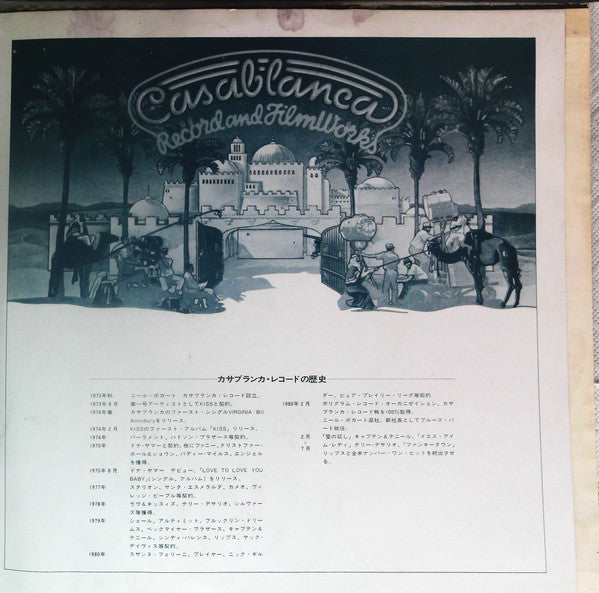 Casablanca
Record and FilmWorks
カサブランカ・レコードの歴史
1973年秋 ニール・ボガート カサブランカ・レコード設立。
1973年8月 第一号アーティストとしてKISSと契約。
1974年春 カサブランカのファースト・シングルVIRGINIA/Bill
Amesburyをリリース。
1974年2月 KISSのファースト・アルバム「KISS」リリース。
1974年 パーラメント、ハドソン・ブラザース等契約。
1975年 ドナ・サマーと契約。他にファニー、クリストファー・
ホール&ショウン、バディー・マイルス、エンジェル
を獲得。
1975年8月 ドナ・サマー デビュー、「LOVE TO LOVE YOU
BABY」(シングル、アルバム)をリリース。
1977年 スタリオン、サンタ・エスメラルダ、カメオ、ヴィ
レッジ・ピープル等契約。
1978年 ラヴ&キッスィズ、テリー・デサリオ、シルヴァー
ズ等獲得。
1979年 シェール、アルティミット、ブルックリン・ドリー
ムス、ベックマイヤー・ブラザース、キャプテン&
テニール、シンディ・バレンス、リップス、マック・
デイヴィス等契約。
1980年 スザンヌ・フェリーニ、プレイヤー、ニック・ギル
ダー、ピュア・プレイリー・リーグ等契約
1980年2月 ポリグラム・レコード・オーガニゼイション、カサ
ブランカ・レコード株を100%取得。
ニール・ボガート退社、新社長としてブルース・バ
ード就任。
2月 「愛の証し」キャプテン&テニール、「イエス・アイ
〜 ム・レディ」テリー・デサリオ、「ファンキータウン」
7月 リップスと全米ナンバー・ワン・ヒットを続出させ
る。